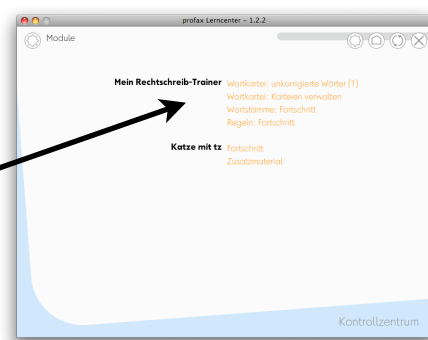 profax Lerncenter – 1.2.2
Module
Mein Rechtschreib-Trainer Wortkartei: unkorrigierte Wörter (1)
Wortkartei: Karteien verwalten
Wortstämme: Fortschritt
Regeln: Fortschritt
Katze mit tz Fortschritt
Zusatzmaterial
Kontrollzentrum